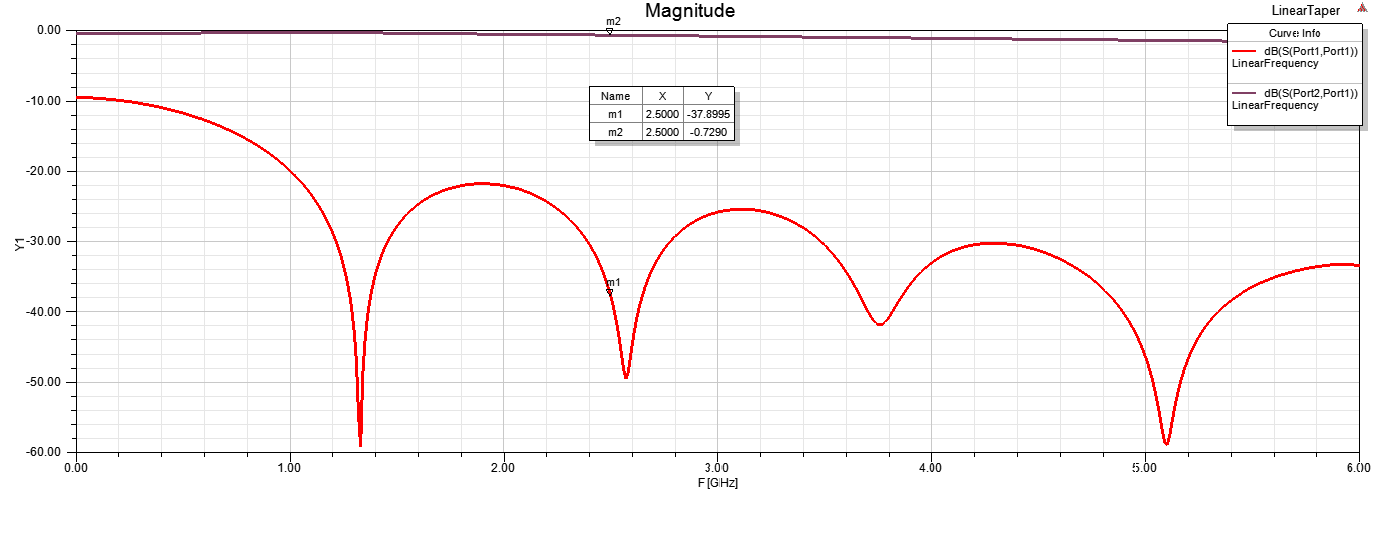 Magnitude
LinearTaper
m2
Curve Info
dB(S(Port1,Port1))
LinearFrequency
dB(S(Port2,Port1))
LinearFrequency
Name X Y
m1 2.5000 -37.8995
m2 2.5000 -0.7290
m1
Y1
0.00
-10.00
-20.00
-30.00
-40.00
-50.00
-60.00
0.00 1.00 2.00 3.00 4.00 5.00 6.00
F [GHz]